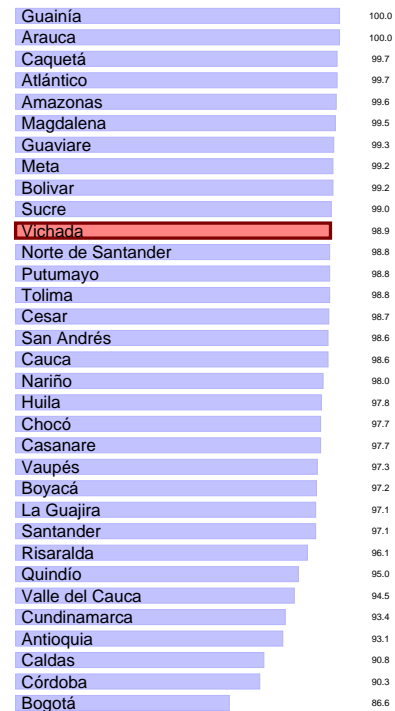 Guainía 100.0
Arauca 100.0
Caquetá 99.7
Atlántico 99.7
Amazonas 99.6
Magdalena 99.5
Guaviare 99.3
Meta 99.2
Bolivar 99.2
Sucre 99.0
Vichada 98.9
Norte de Santander 98.8
Putumayo 98.8
Tolima 98.8
Cesar 98.7
San Andrés 98.6
Cauca 98.6
Nariño 98.0
Huila 97.8
Chocó 97.7
Casanare 97.7
Vaupés 97.3
Boyacá 97.2
La Guajira 97.1
Santander 97.1
Risaralda 96.1
Quindío 95.0
Valle del Cauca 94.5
Cundinamarca 93.4
Antioquia 93.1
Caldas 90.8
Córdoba 90.3
Bogotá 86.6